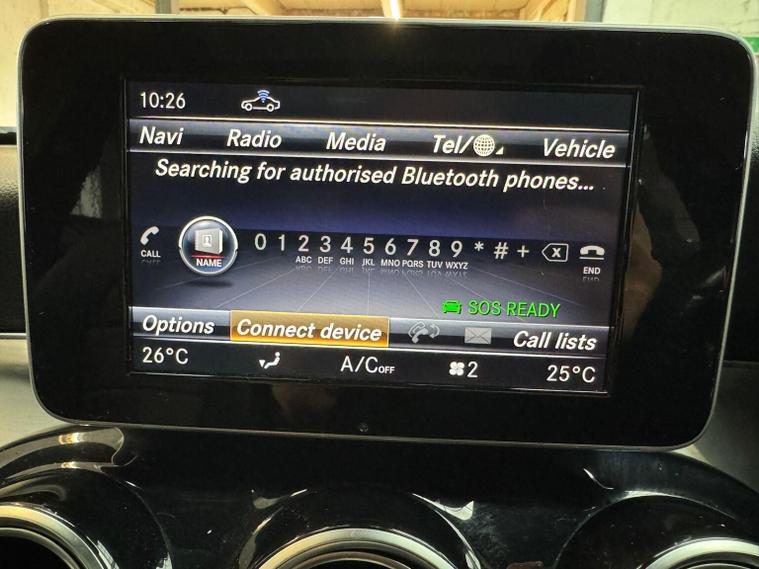 10:26
Navi Radio Media Tel/ Vehicle
Searching for authorised Bluetooth phones...
0 1 2 3 4 5 6 7 8 9 * # + X
CALL NAME ABC DEF GHI JKL MNO PQRS TUV WXYZ END
SOS READY
Options Connect device Call lists
26°C A/C OFF 2 25°C